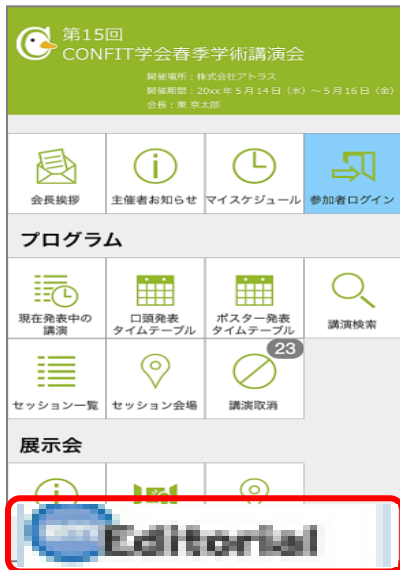 第15回
CONFIT学会春季学術講演会
開催場所：株式会社アトラス
開催期間：20xx年5月14日（水）～5月16日（金）
会長：東 京太郎
会長挨拶
主催者お知らせ
マイスケジュール
参加者ログイン
プログラム
現在発表中の
講演
口頭発表
タイムテーブル
ポスター発表
タイムテーブル
講演検索
23
セッション一覧
セッション会場
講演取消
展示会
Editorial